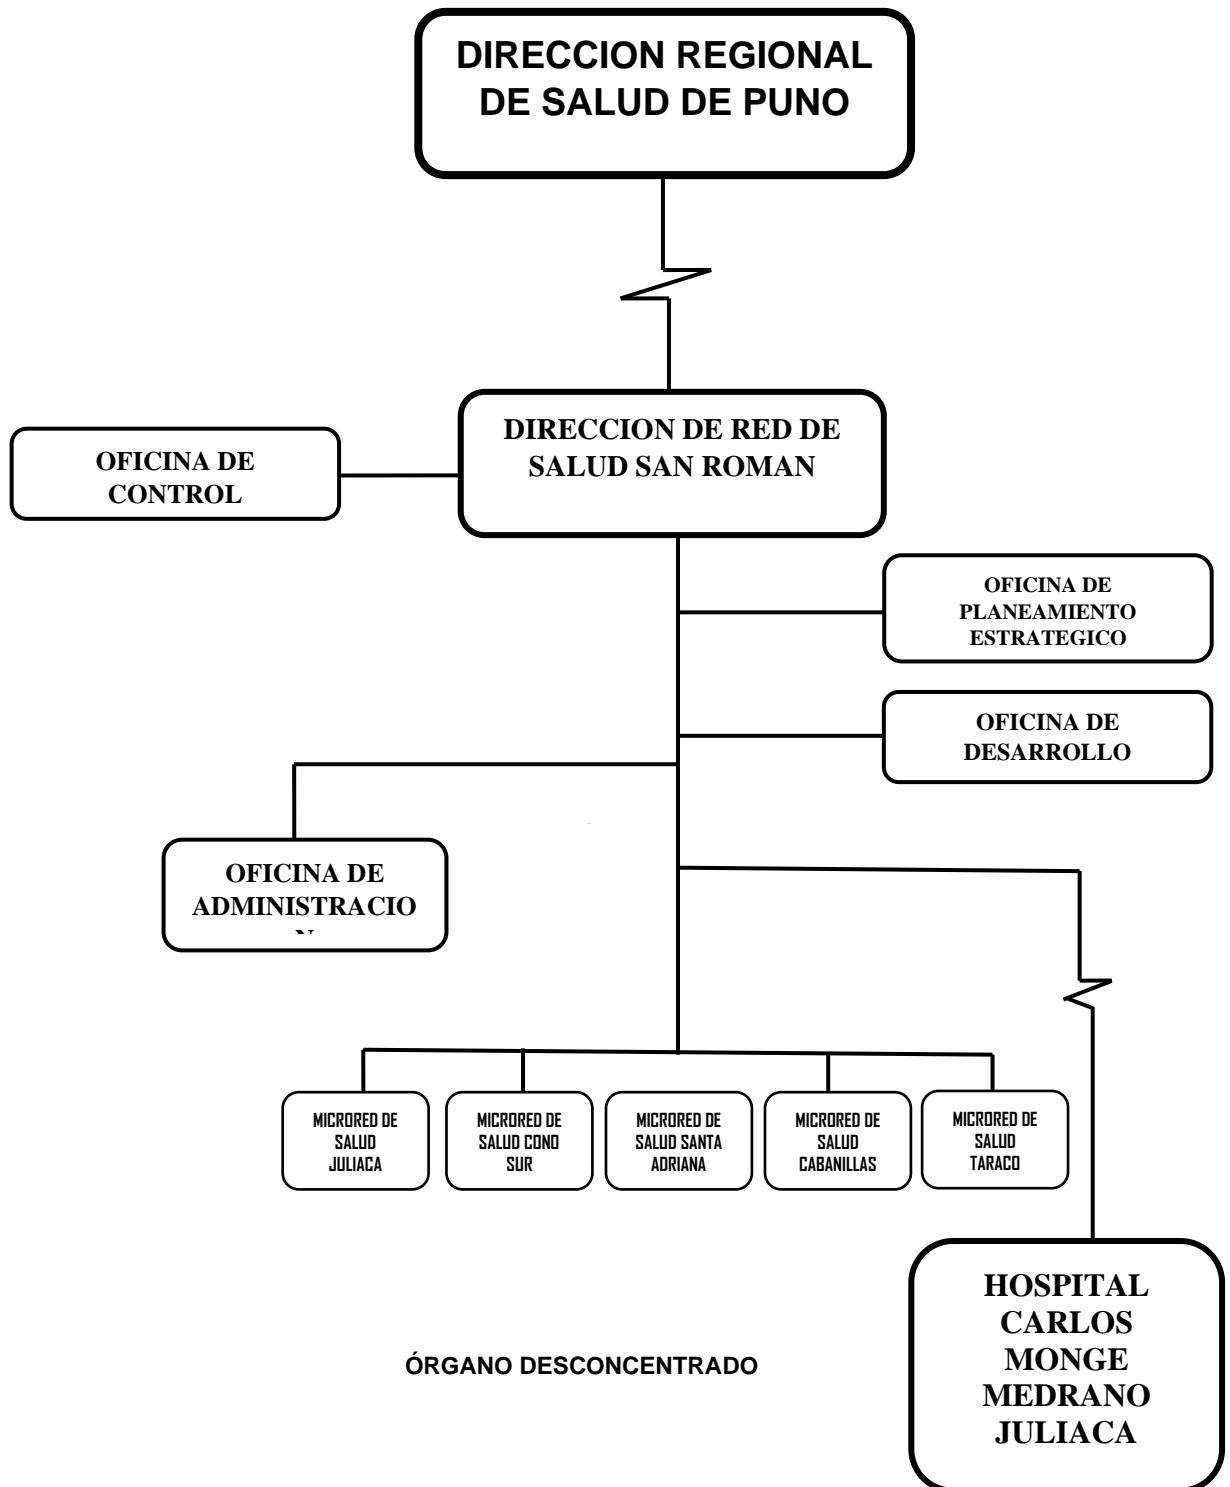 DIRECCION REGIONAL
DE SALUD DE PUNO
DIRECCION DE RED DE
SALUD SAN ROMAN
OFICINA DE
CONTROL
OFICINA DE
PLANEAMIENTO
ESTRATEGICO
OFICINA DE
DESARROLLO
OFICINA DE
ADMINISTRACIO
N
MICRORED DE
SALUD
JULIACA
MICRORED DE
SALUD CONO
SUR
MICRORED DE
SALUD SANTA
ADRIANA
MICRORED DE
SALUD
CABANILLAS
MICRORED DE
SALUD
TARACO
HOSPITAL
CARLOS
MONGE
MEDRANO
JULIACA
ÓRGANO DESCONCENTRADO